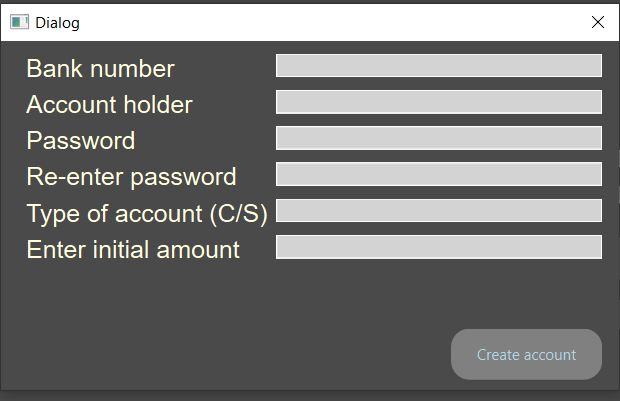 Dialog
Bank number
Account holder
Password
Re-enter password
Type of account (C/S)
Enter initial amount
Create account